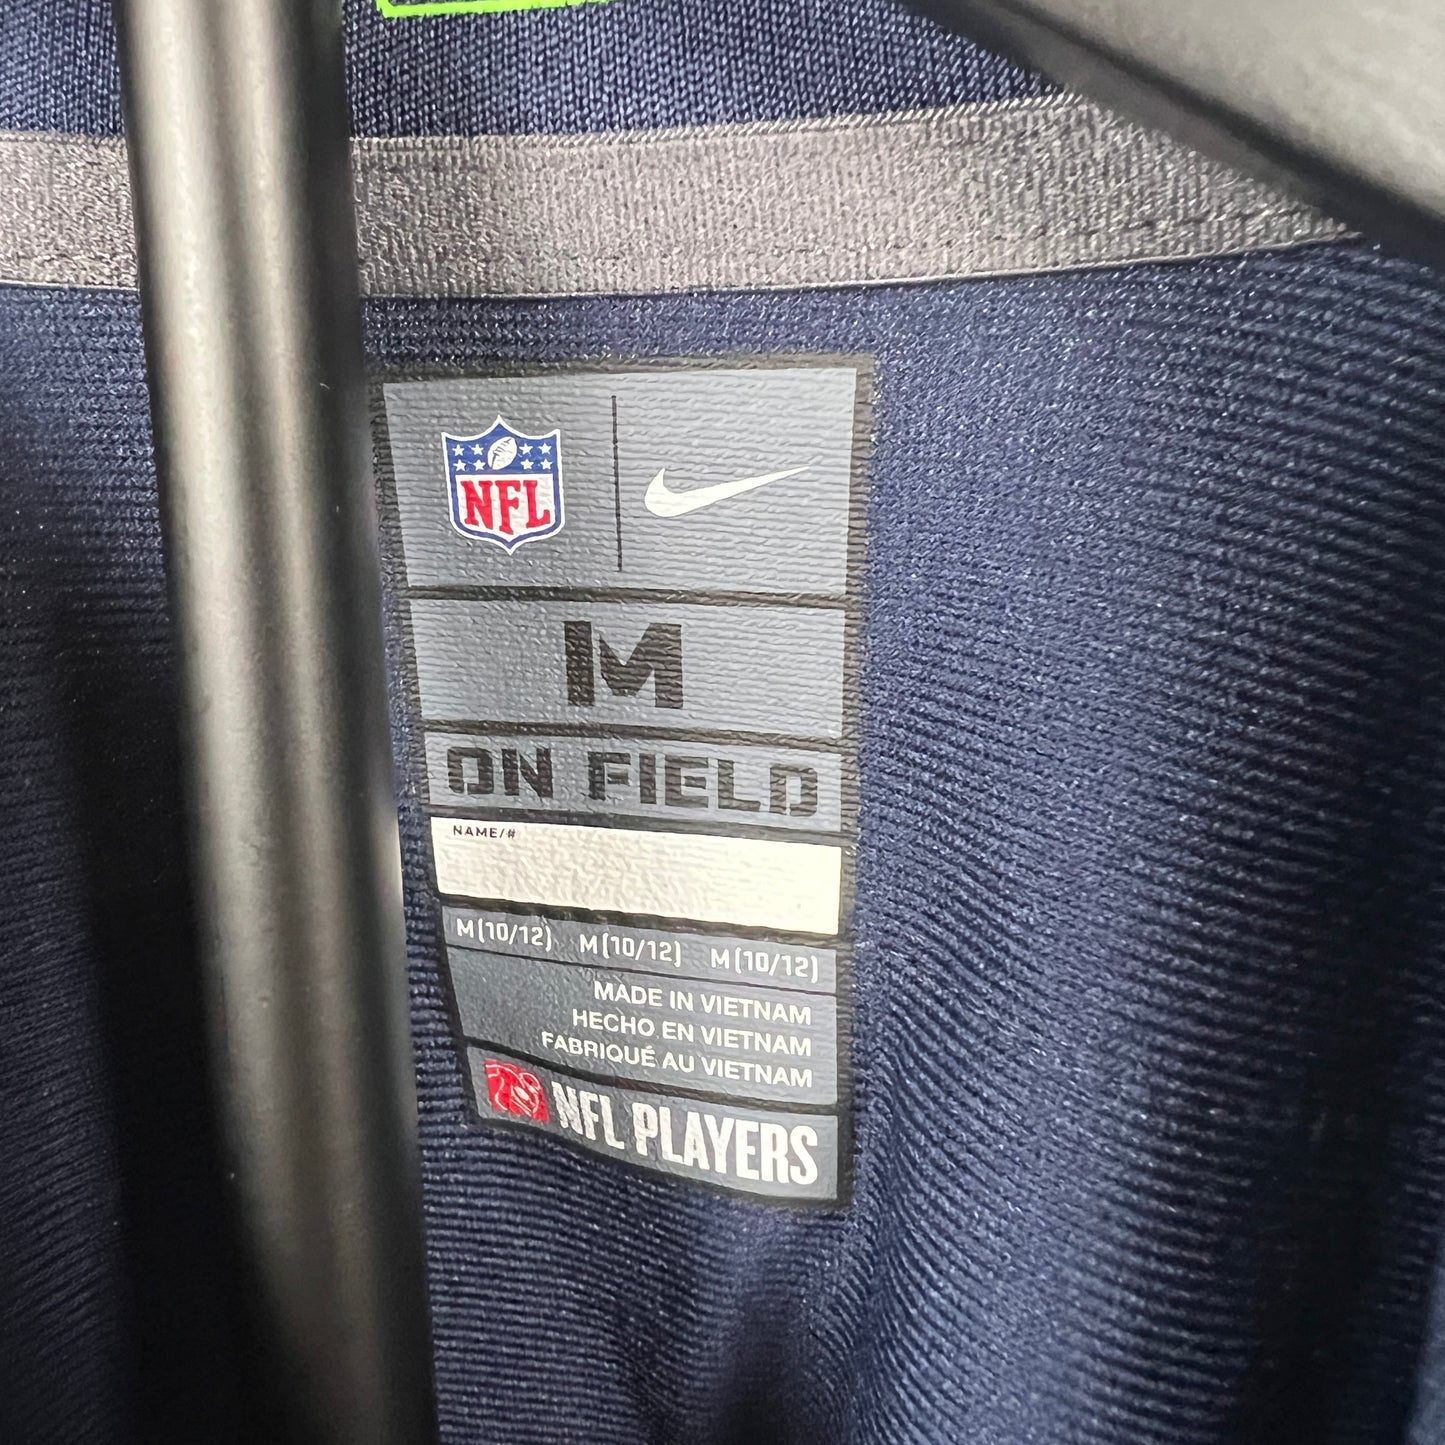 NFL
M
ON FIELD
NAME/#
M(10/12) M(10/12) M(10/12)
MADE IN VIETNAM
HECHO EN VIETNAM
FABRIQUÉ AU VIETNAM
NFL PLAYERS